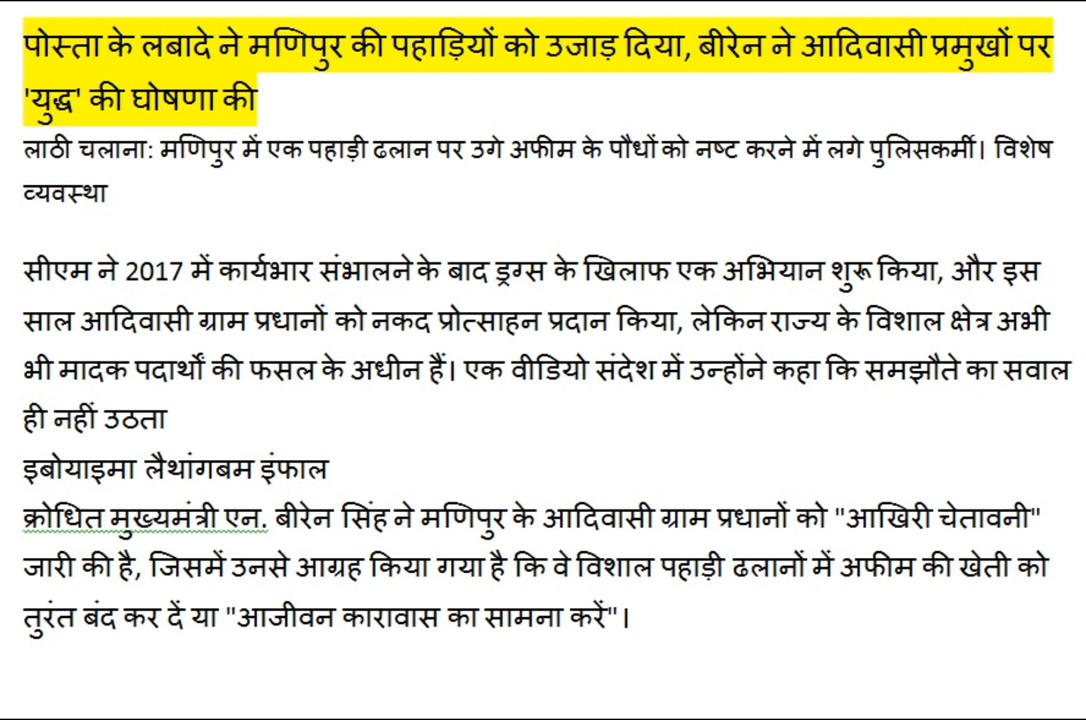 पोस्ता के लबादे ने मणिपुर की पहाड़ियों को उजाड़ दिया, बीरेन ने आदिवासी प्रमुखों पर
'युद्ध' की घोषणा की
लाठी चलाना: मणिपुर में एक पहाड़ी ढलान पर उगे अफीम के पौधों को नष्ट करने में लगे पुलिसकर्मी। विशेष
व्यवस्था
सीएम ने 2017 में कार्यभार संभालने के बाद ड्रग्स के खिलाफ एक अभियान शुरू किया, और इस
साल आदिवासी ग्राम प्रधानों को नकद प्रोत्साहन प्रदान किया, लेकिन राज्य के विशाल क्षेत्र अभी
भी मादक पदार्थों की फसल के अधीन हैं। एक वीडियो संदेश में उन्होंने कहा कि समझौते का सवाल
ही नहीं उठता
इबोयाइमा लैथांगबम इंफाल
क्रोधित मुख्यमंत्री एन. बीरेन सिंह ने मणिपुर के आदिवासी ग्राम प्रधानों को "आखिरी चेतावनी"
जारी की है, जिसमें उनसे आग्रह किया गया है कि वे विशाल पहाड़ी ढलानों में अफीम की खेती को
तुरंत बंद कर दें या "आजीवन कारावास का सामना करें"।